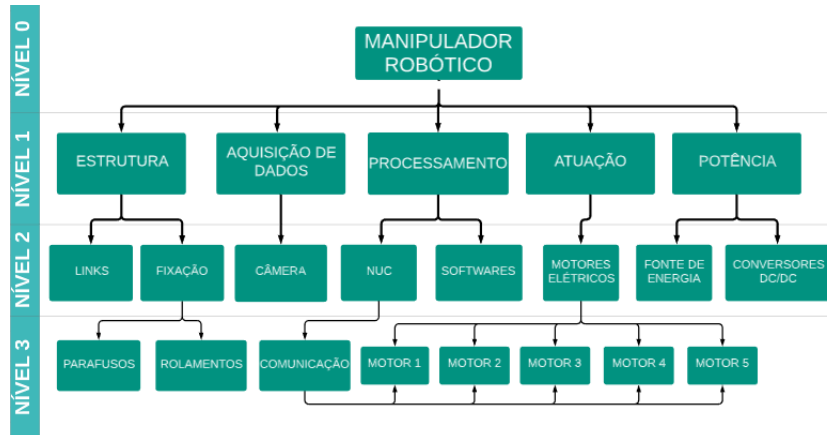 NÍVEL 0
MANIPULADOR
ROBÓTICO
NÍVEL 1
ESTRUTURA
AQUISIÇÃO DE
DADOS
PROCESSAMENTO
ATUAÇÃO
POTÊNCIA
NÍVEL 2
LINKS
FIXAÇÃO
CÂMERA
NUC
SOFTWARES
MOTORES
ELÉTRICOS
FONTE DE
ENERGIA
CONVERSORES
DC/DC
NÍVEL 3
PARAFUSOS
ROLAMENTOS
COMUNICAÇÃO
MOTOR 1
MOTOR 2
MOTOR 3
MOTOR 4
MOTOR 5